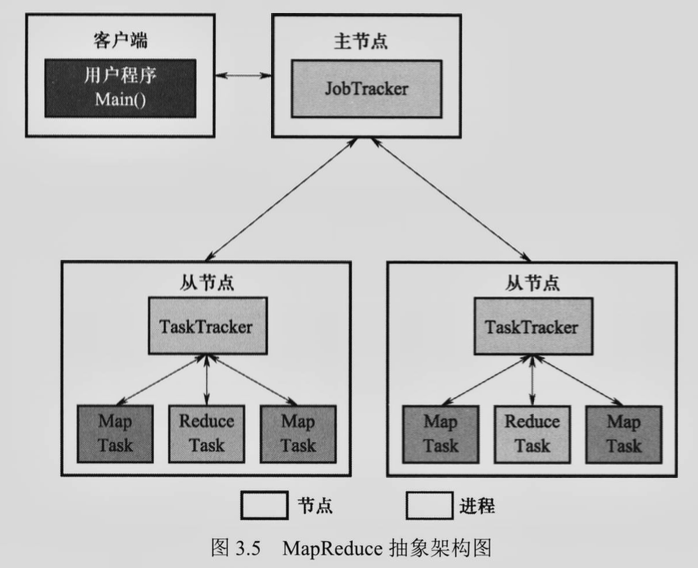 客户端
用户程序
Main()
主节点
JobTracker
从节点
TaskTracker
Map
Task
Reduce
Task
Map
Task
从节点
TaskTracker
Map
Task
Reduce
Task
Map
Task
节点
进程
图 3.5 MapReduce 抽象架构图